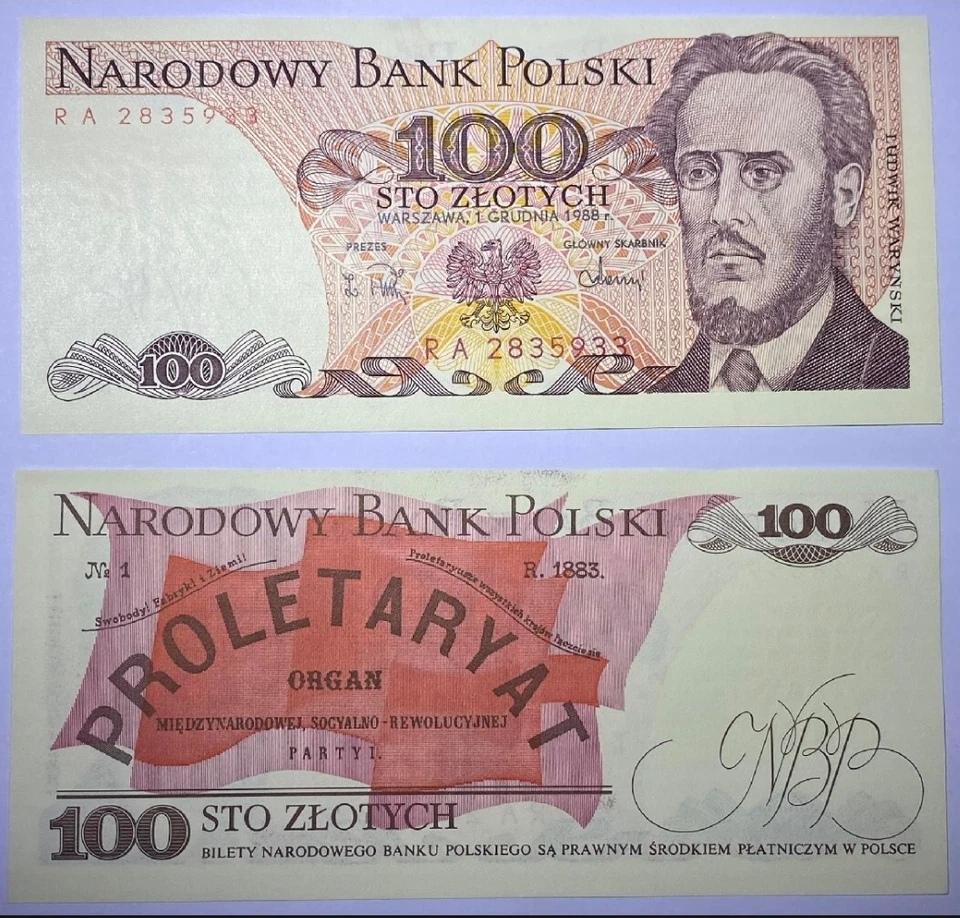 NARODOWY BANK POLSKI
RA 2835933
100
STO ZŁOTYCH
WARSZAWA, 1 GRUDNIA 1988 r.
PREZES
GŁÓWNY SKARBNIK
LUDWIK WARYŃSKI
RA 2835933
100
NARODOWY BANK POLSKI
100
№ 1
R. 1883.
Swobody! Fabryki i Ziemi!
Proletaryusze wszystkich krajów łączcie się
PROLETARYAT
ORGAN
MIĘDZYNARODOWEJ, SOCYALNO-REWOLUCYJNEJ
PARTYI.
NBP
100 STO ZŁOTYCH
BILETY NARODOWEGO BANKU POLSKIEGO SĄ PRAWNYM ŚRODKIEM PŁATNICZYM W POLSCE